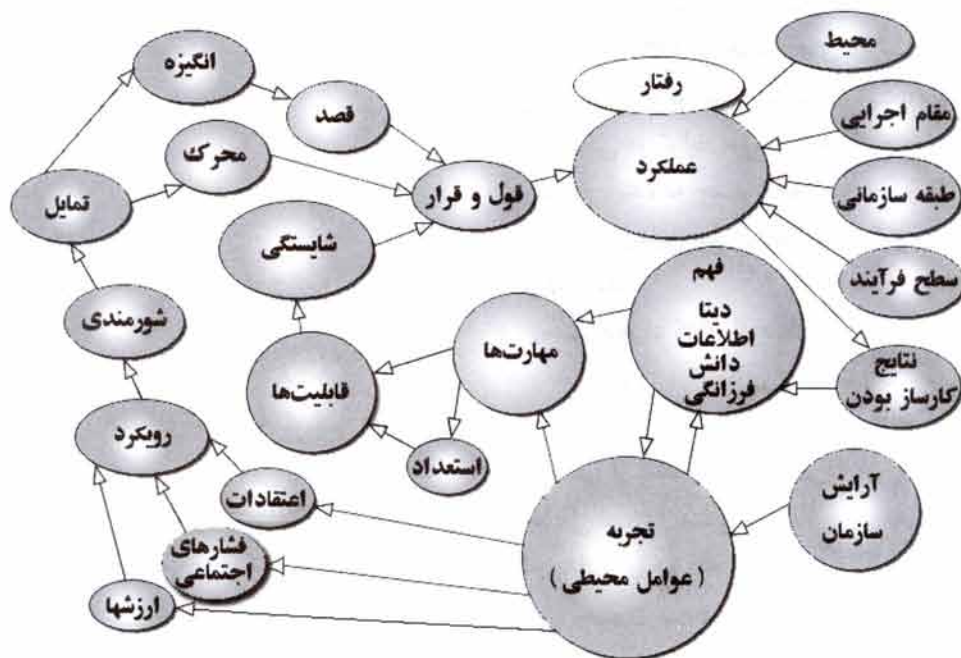 محیط
انگیزه
رفتار
قصد
مقام اجرایی
محرک
عملکرد
تمایل
قول و قرار
طبقه سازمانی
شایستگی
فهم
دیتا
اطلاعات
دانش
فرزانگی
سطح فرآیند
شورمندی
مهارت‌ها
نتایج
کارساز بودن
قابلیت‌ها
رویکرد
استعداد
اعتقادات
تجربه
(عوامل محیطی)
آرایش
سازمان
فشارهای
اجتماعی
ارزشها